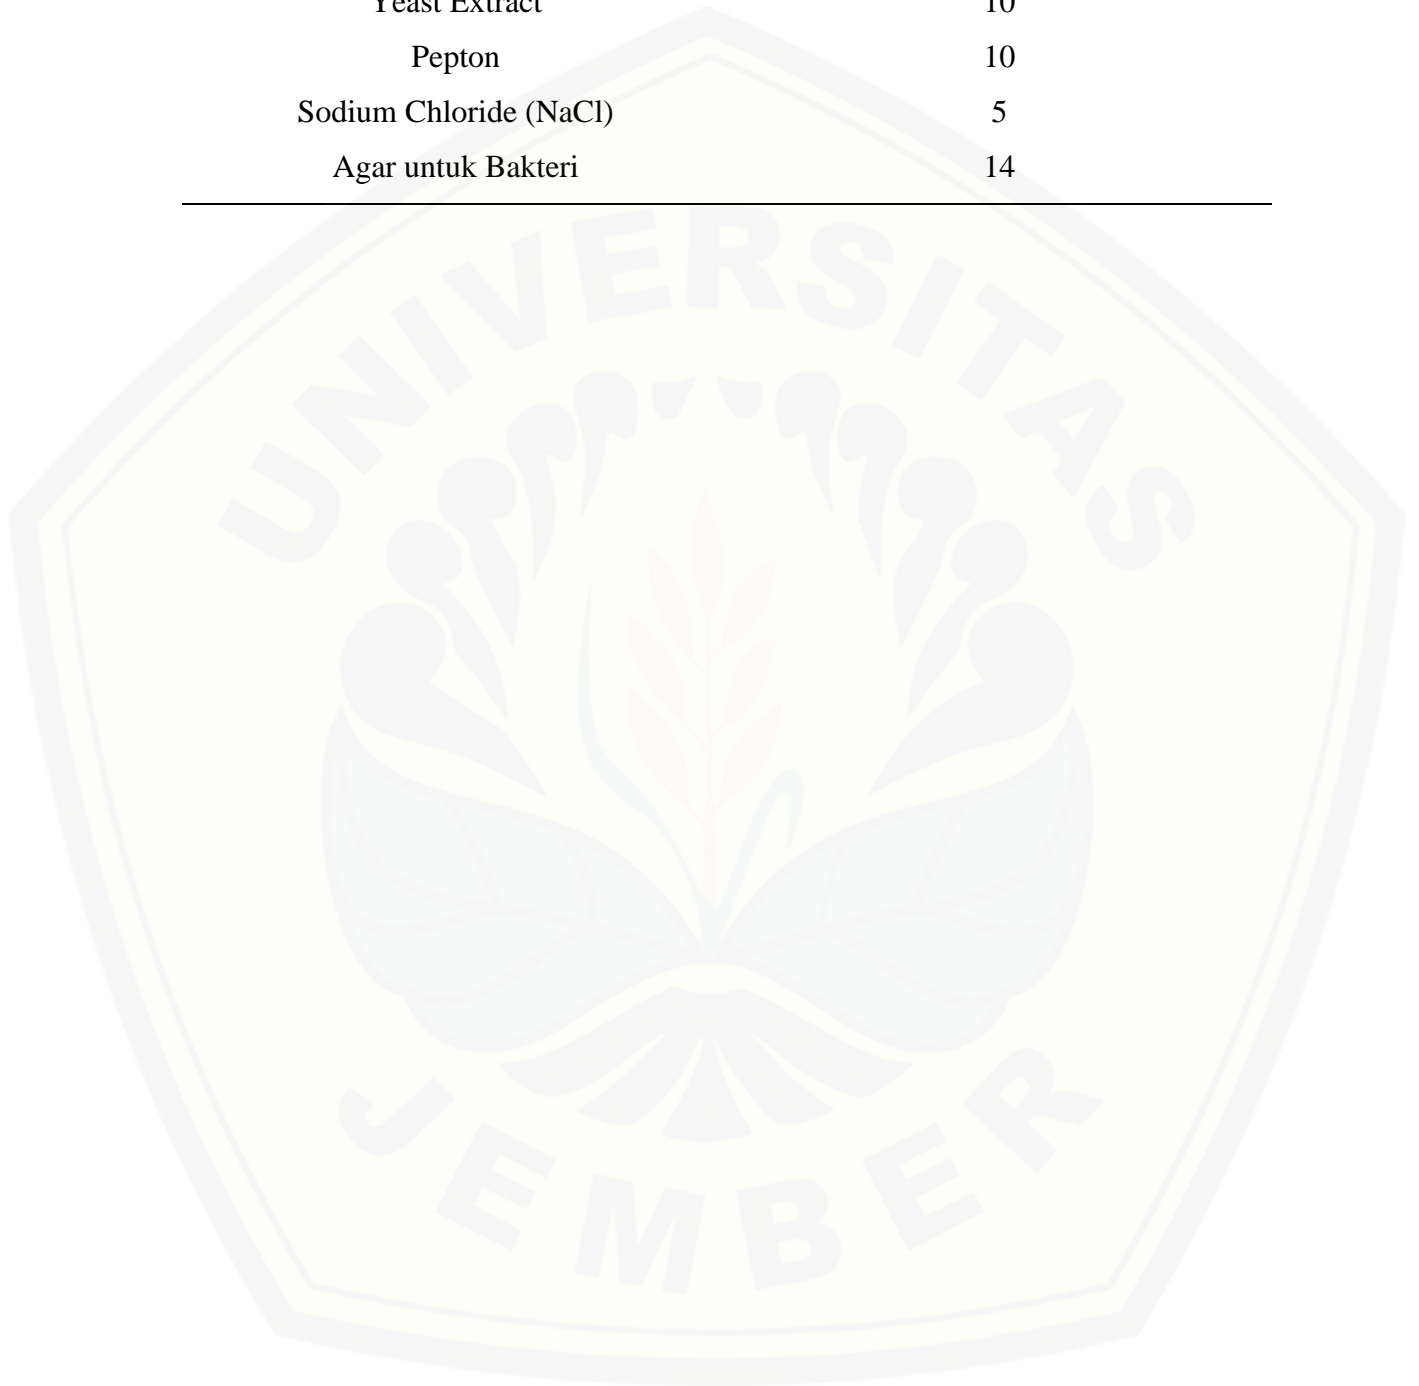 Yeast Extract 10
Pepton 10
Sodium Chloride (NaCl) 5
Agar untuk Bakteri 14
UNIVERSITAS
JEMBER